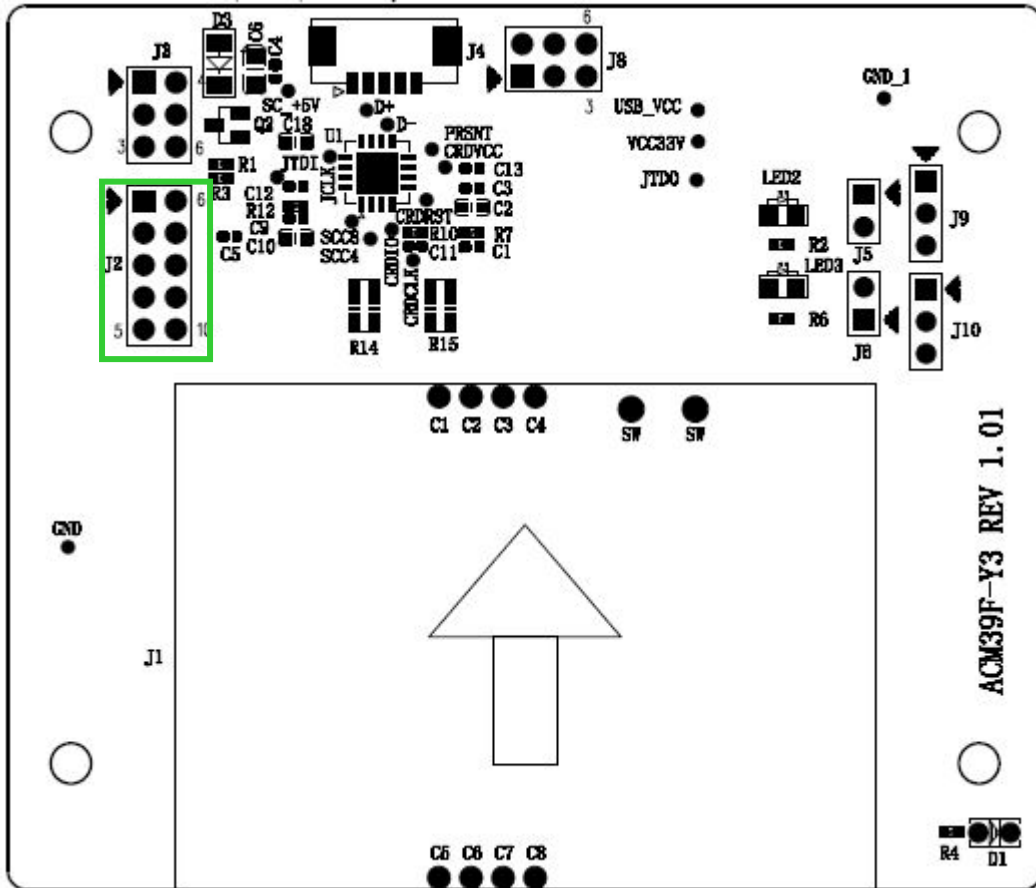 D3
C6
C4
J4
6
J8
3
J3
4
3
6
SC_+5V
D+
D-
Q2
C18
U1
PRSNT
CRDVCC
USB_VCC
VCC33V
JTDO
GND_1
R1
R3
JTDI
JCLK
C12
R12
C13
C3
C2
CRDRST
R10
R7
C9
C10
C5
SCC8
SCC4
CRDIO
C11
C1
CRDCLK
LED2
R2
LED3
R6
J5
J9
J10
6
J2
5
10
R14
R15
C1 C2 C3 C4
SW SW
ACM39F-Y3 REV 1.01
GND
J1
C5 C6 C7 C8
R4 D1